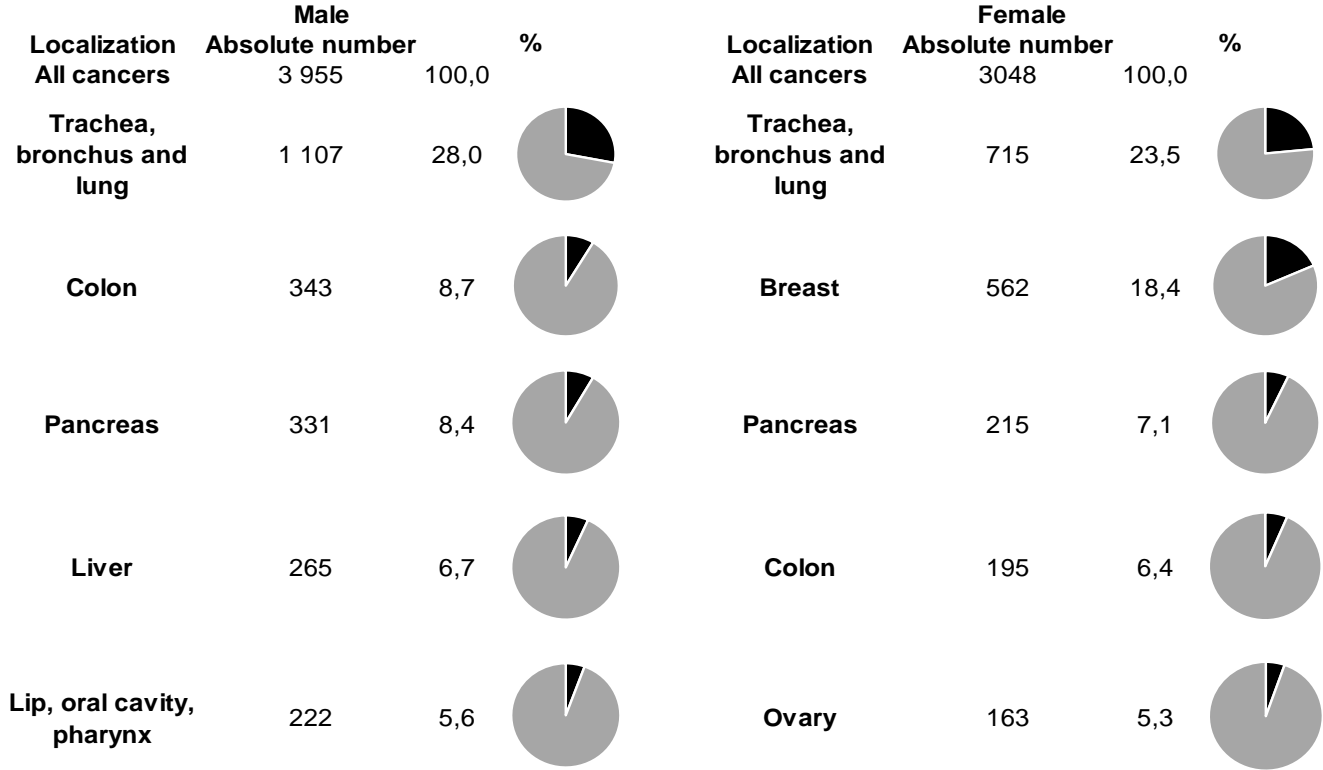 Male
Localization Absolute number %
All cancers 3 955 100,0
Trachea,
bronchus and
lung
1 107 28,0
Colon 343 8,7
Pancreas 331 8,4
Liver 265 6,7
Lip, oral cavity,
pharynx
222 5,6
Female
Localization Absolute number %
All cancers 3048 100,0
Trachea,
bronchus and
lung
715 23,5
Breast 562 18,4
Pancreas 215 7,1
Colon 195 6,4
Ovary 163 5,3